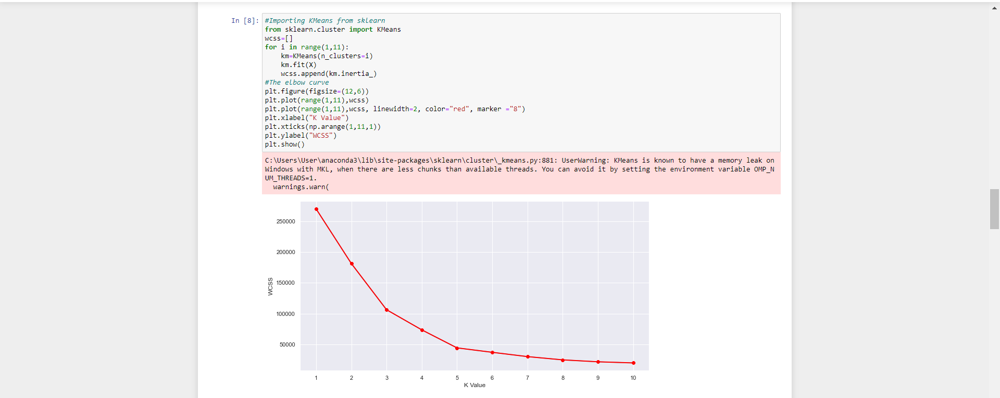 In [8]:
#Importing KMeans from sklearn
from sklearn.cluster import KMeans
wcss=[]
for i in range(1,11):
    km=KMeans(n_clusters=i)
    km.fit(X)
    wcss.append(km.inertia_)
#The elbow curve
plt.figure(figsize=(12,6))
plt.plot(range(1,11),wcss)
plt.plot(range(1,11),wcss, linewidth=2, color="red", marker ="8")
plt.xlabel("K Value")
plt.xticks(np.arange(1,11,1))
plt.ylabel("WCSS")
plt.show()
C:\Users\User\anaconda3\lib\site-packages\sklearn\cluster\_kmeans.py:881: UserWarning: KMeans is known to have a memory leak on
Windows with MKL, when there are less chunks than available threads. You can avoid it by setting the environment variable OMP_N
UM_THREADS=1.
  warnings.warn(
250000
200000
150000
100000
50000
WCSS
1 2 3 4 5 6 7 8 9 10
K Value